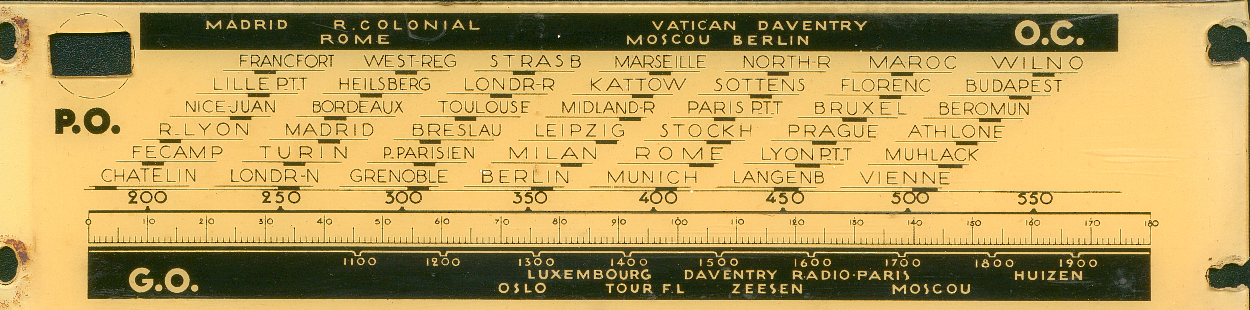 MADRID R.COLONIAL VATICAN DAVENTRY O.C.
ROME MOSCOU BERLIN
FRANCFORT WEST-REG STRASB MARSEILLE NORTH-R MAROC WILNO
LILLE P.T.T HEILSBERG LONDR-R KATTOW SOTTENS FLORENC BUDAPEST
NICE-JUAN BORDEAUX TOULOUSE MIDLAND-R PARIS P.T.T BRUXEL BEROMUN
P.O.
R_LYON MADRID BRESLAU LEIPZIG STOCKH PRAGUE ATHLONE
FECAMP TURIN P.PARISIEN MILAN ROME LYON P.T.T MUHLACK
CHATELIN LONDR-N GRENOBLE BERLIN MUNICH LANGENB VIENNE
200 250 300 350 400 450 500 550
0 10 20 30 40 50 60 70 80 90 100 110 120 130 140 150 160 170 180
1100 1200 1300 1400 1500 1600 1700 1800 1900
G.O. LUXEMBOURG DAVENTRY RADIO-PARIS HUIZEN
OSLO TOUR F.L ZEESEN MOSCOU